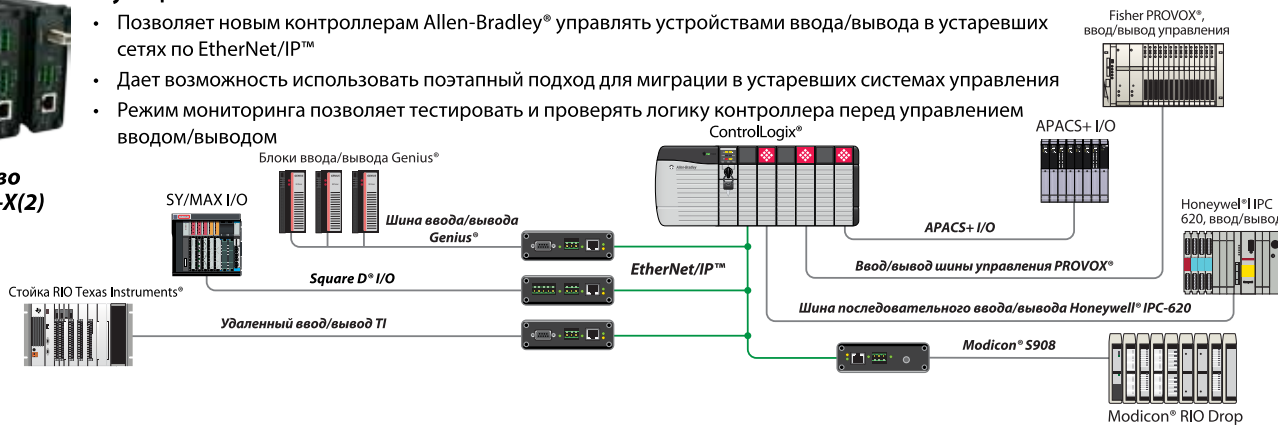 • Позволяет новым контроллерам Allen-Bradley® управлять устройствами ввода/вывода в устаревших
сетях по EtherNet/IP™
• Дает возможность использовать поэтапный подход для миграции в устаревших системах управления
• Режим мониторинга позволяет тестировать и проверять логику контроллера перед управлением
вводом/выводом
Fisher PROVOX®,
ввод/вывод управления
ControlLogix®
APACS+ I/O
Блоки ввода/вывода Genius®
-X(2)
SY/MAX I/O
Шина ввода/вывода
Genius®
Allen-Bradley
APACS+ I/O
Honeywel®l IPC
620, ввод/вывод
EtherNet/IP™
Ввод/вывод шины управления PROVOX®
Square D® I/O
Стойка RIO Texas Instruments®
Шина последовательного ввода/вывода Honeywell® IPC-620
Удаленный ввод/вывод TI
Modicon® S908
Modicon® RIO Drop